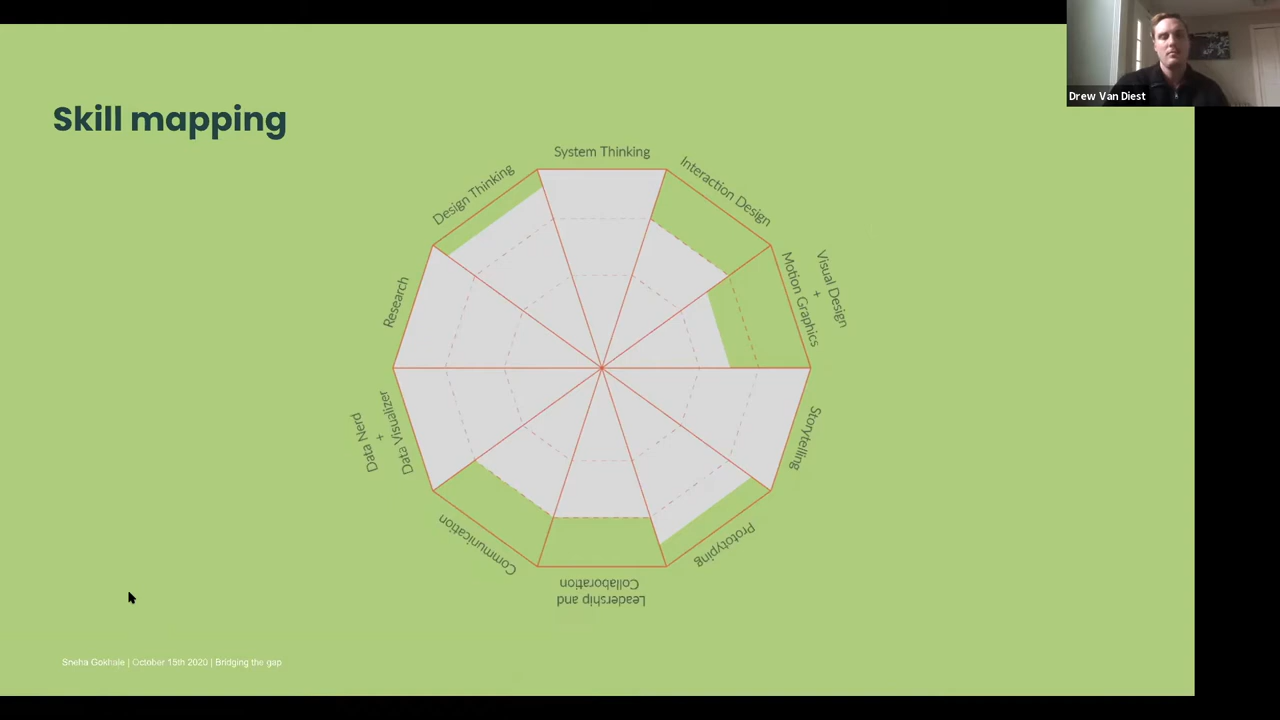 Drew Van Diest
Skill mapping
System Thinking
Interaction Design
Visual Design
+
Motion Graphics
Storytelling
Prototyping
Leadership and
Collaboration
Communication
Data Nerd
+
Data Visualizer
Research
Design Thinking
Sneha Gokhale | October 15th 2020 | Bridging the gap